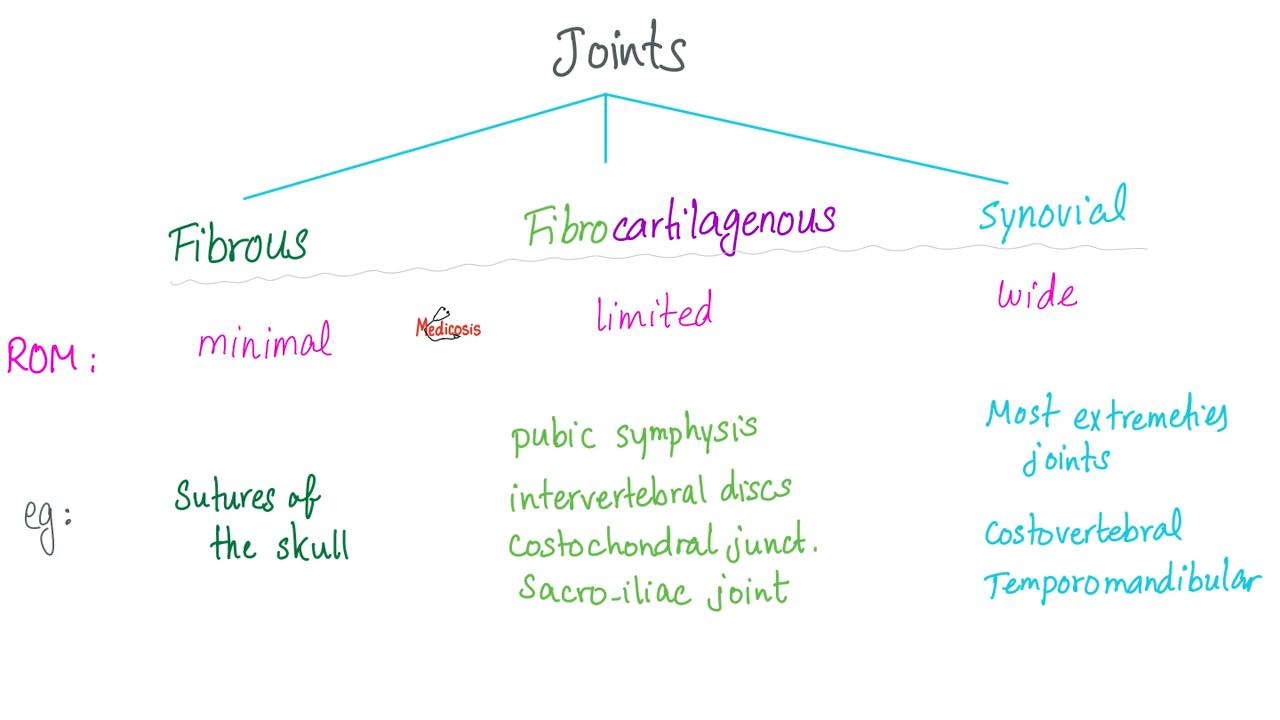 Joints
Fibrous
Fibrocartilagenous
Synovial
ROM:
minimal
Medicosis
limited
wide
eg:
Sutures of
the skull
pubic symphysis
intervertebral discs
Costochondral junct.
Sacro-iliac joint
Most extremeties
joints
Costovertebral
Temporomandibular